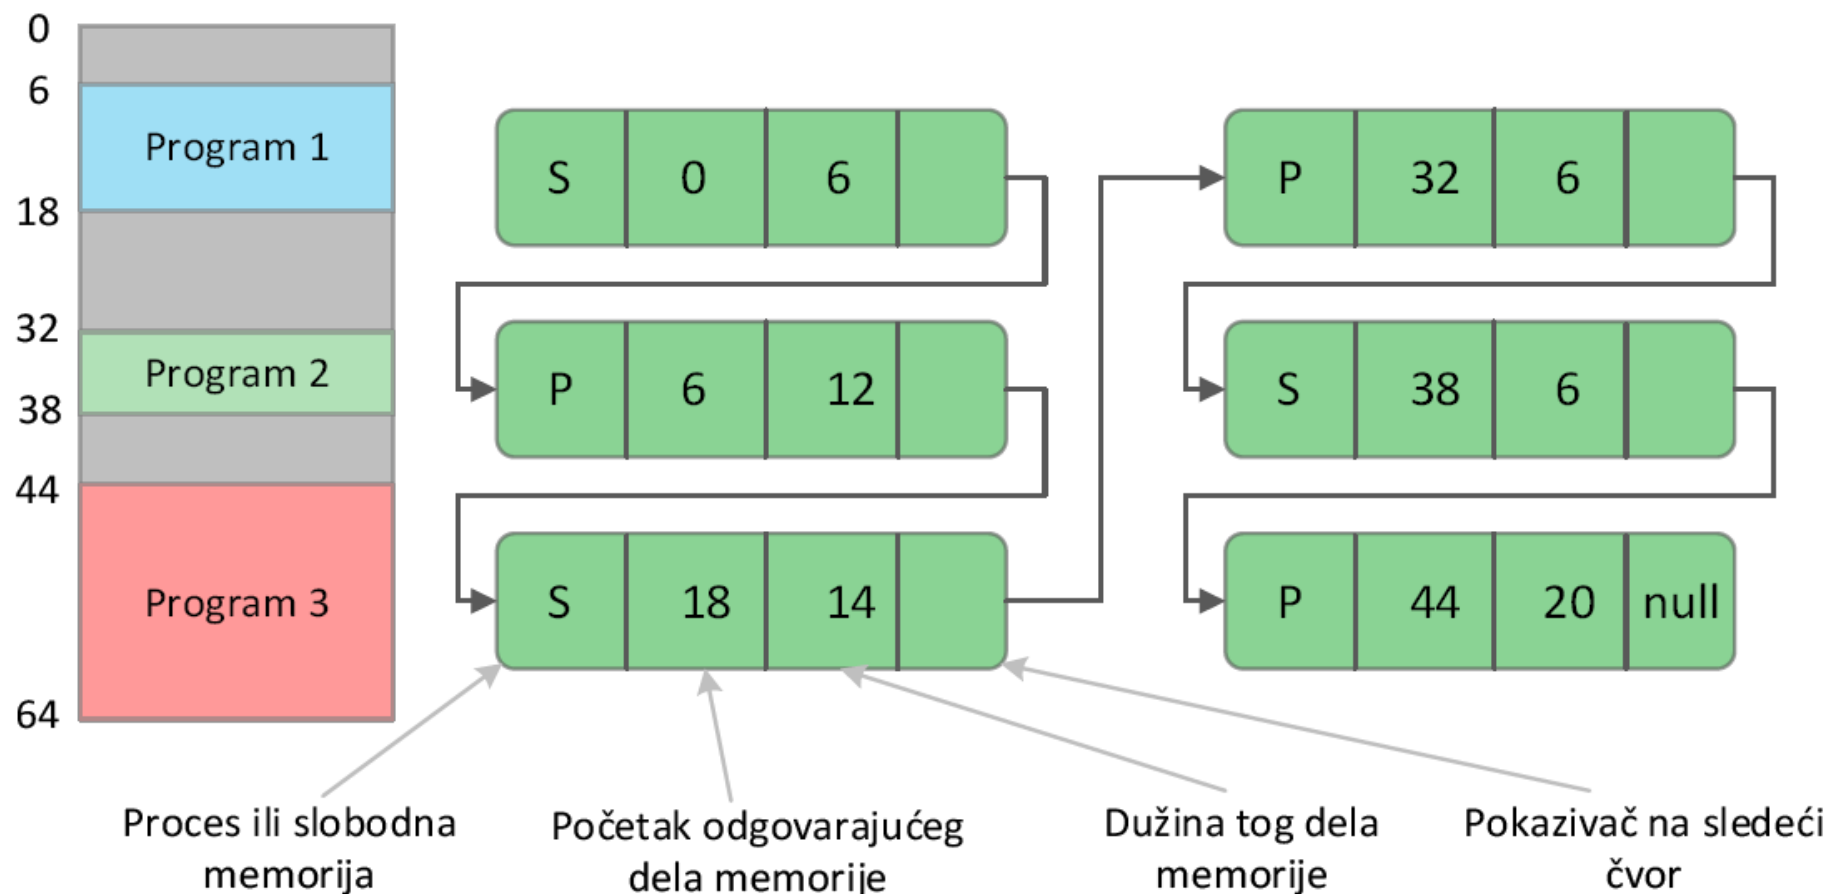 0
6
Program 1
18
32
Program 2
38
44
Program 3
64
S 0 6
P 6 12
S 18 14
P 32 6
S 38 6
P 44 20 null
Proces ili slobodna
memorija
Početak odgovarajućeg
dela memorije
Dužina tog dela
memorije
Pokazivač na sledeći
čvor